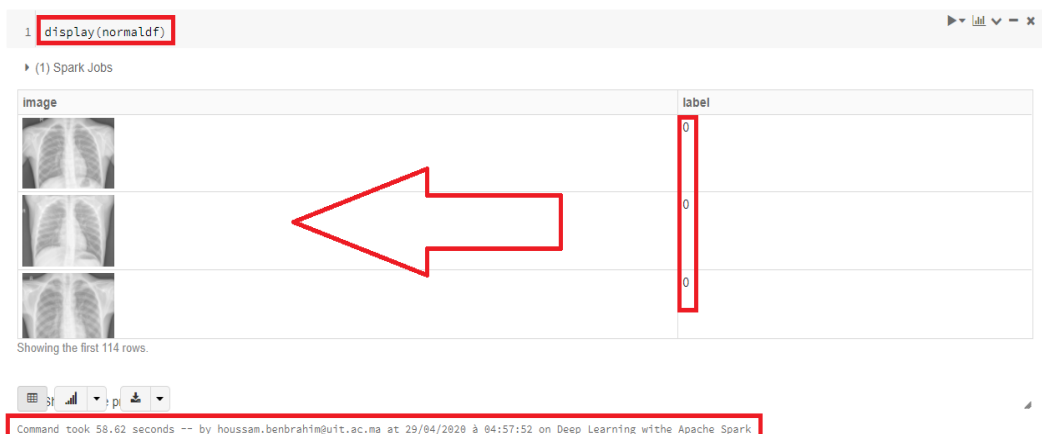 1 display(normaldf)
(1) Spark Jobs
image label
0
0
0
Showing the first 114 rows.
Command took 58.62 seconds -- by houssam.benbrahim@uit.ac.ma at 29/04/2020 à 04:57:52 on Deep Learning withe Apache Spark